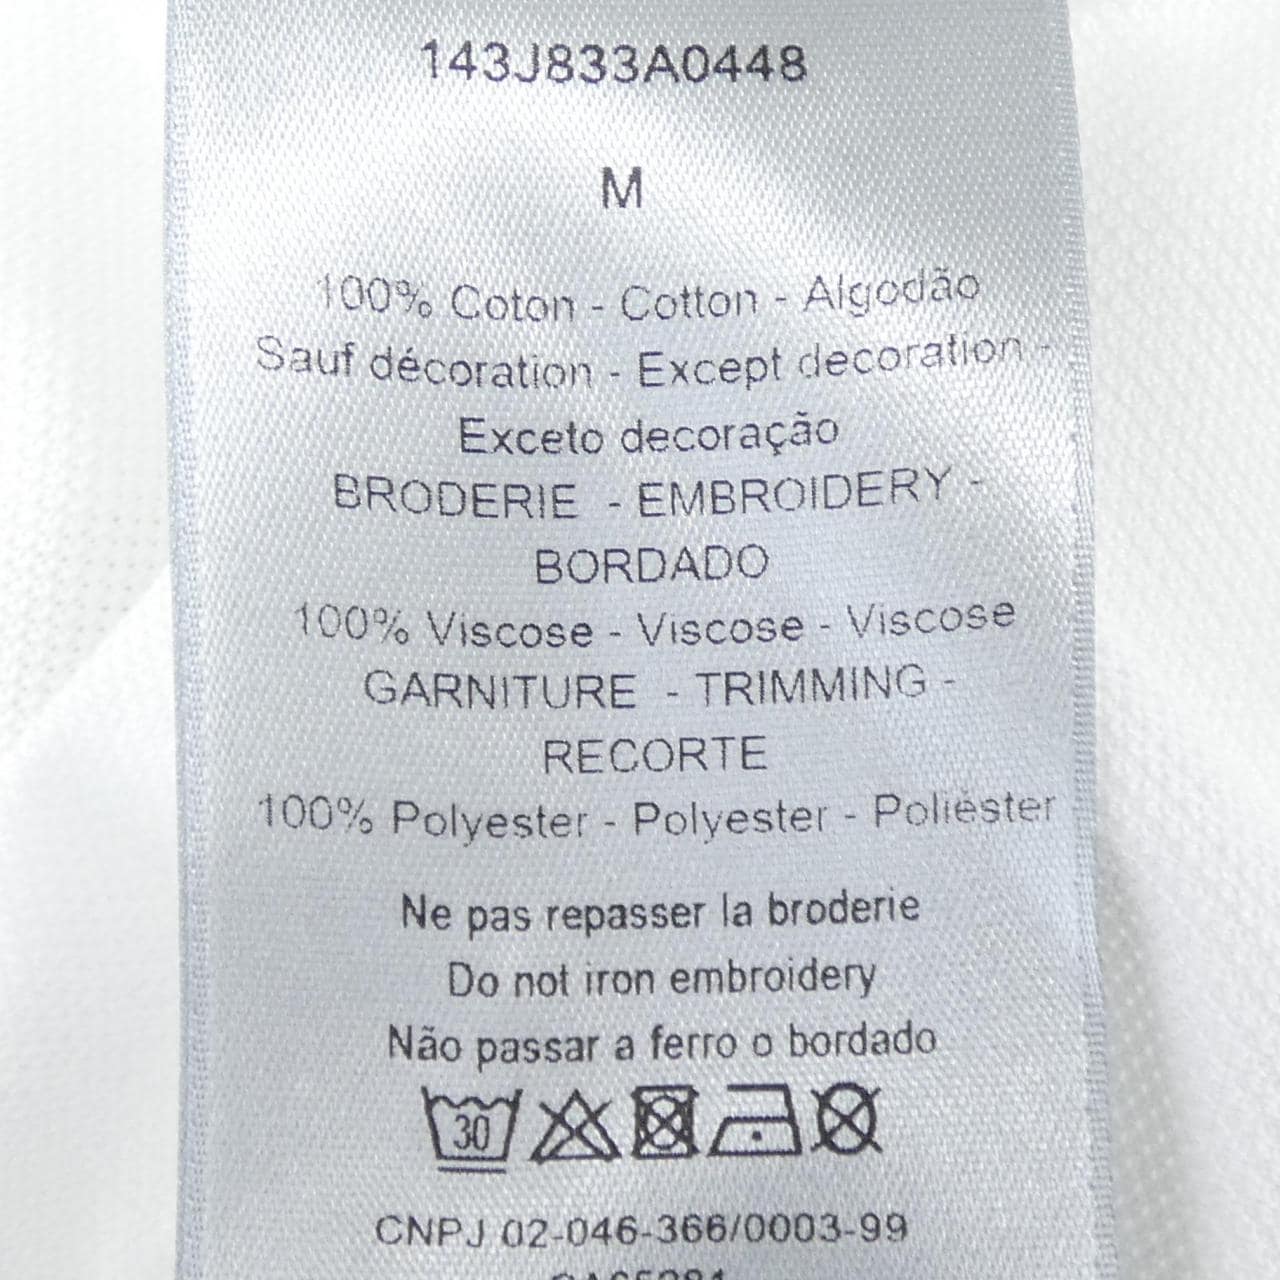 143J833A0448
M
100% Coton - Cotton - Algodão
Sauf décoration - Except decoration -
Exceto decoração
BRODERIE - EMBROIDERY -
BORDADO
100% Viscose - Viscose - Viscose
GARNITURE - TRIMMING -
RECORTE
100% Polyester - Polyester - Poliéster
Ne pas repasser la broderie
Do not iron embroidery
Não passar a ferro o bordado
30
CNPJ 02-046-366/0003-99